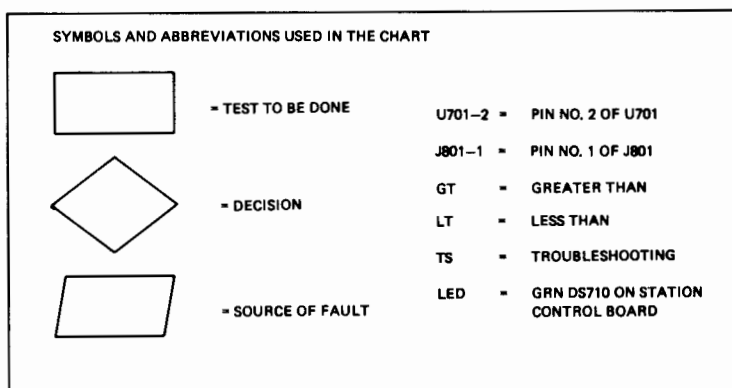 SYMBOLS AND ABBREVIATIONS USED IN THE CHART
= TEST TO BE DONE
= DECISION
= SOURCE OF FAULT
U701-2 = PIN NO. 2 OF U701
J801-1 = PIN NO. 1 OF J801
GT = GREATER THAN
LT = LESS THAN
TS = TROUBLESHOOTING
LED = GRN DS710 ON STATION
CONTROL BOARD